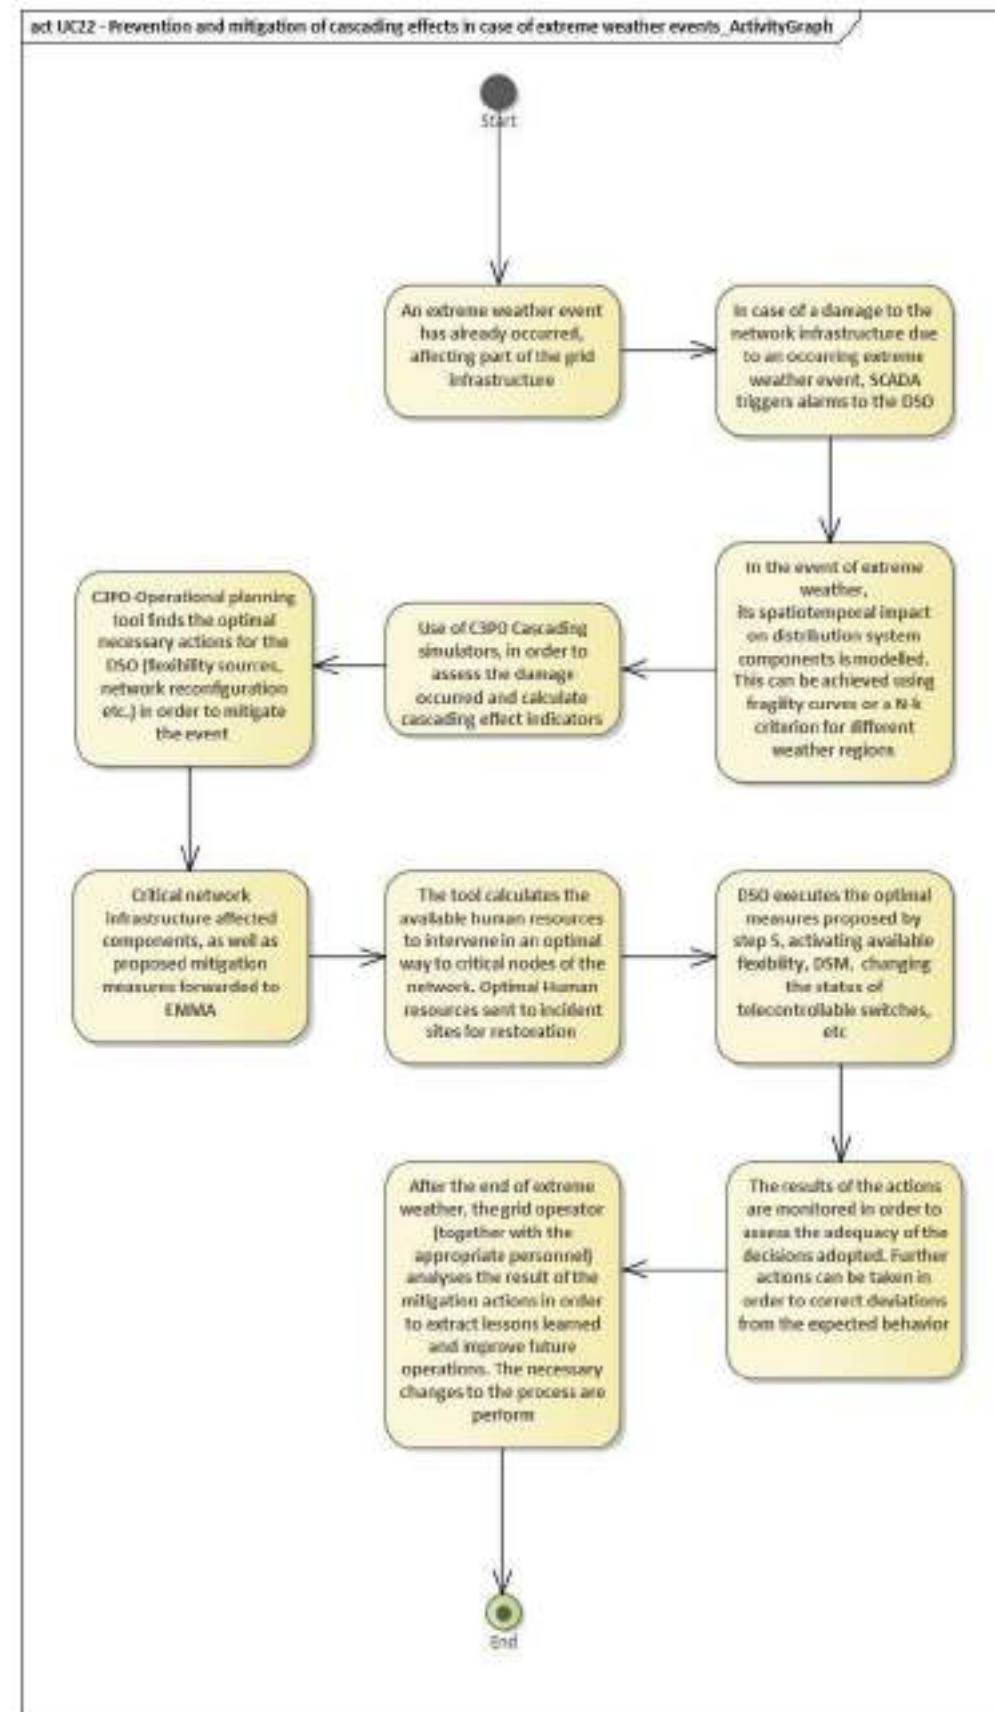 act UC22 - Prevention and mitigation of cascading effects in case of extreme weather events_ActivityGraph
Start
An extreme weather event
has already occurred,
affecting part of the grid
infrastructure
In case of a damage to the
network infrastructure due
to an occurring extreme
weather event, SCADA
triggers alarms to the DSO
In the event of extreme
weather,
its spatiotemporal impact
on distribution system
components is modelled.
This can be achieved using
fragility curves or a N-k
criterion for different
weather regions
Use of C3PO Cascading
simulators, in order to
assess the damage
occurred and calculate
cascading effect indicators
C3PO-Operational planning
tool finds the optimal
necessary actions for the
DSO (flexibility sources,
network reconfiguration
etc.) in order to mitigate
the event
Critical network
infrastructure affected
components, as well as
proposed mitigation
measures forwarded to
EMMA
The tool calculates the
available human resources
to intervene in an optimal
way to critical nodes of the
network. Optimal Human
resources sent to incident
sites for restoration
DSO executes the optimal
measures proposed by
step 5, activating available
flexibility, DSM, changing
the status of
telecontrollable switches,
etc
The results of the actions
are monitored in order to
assess the adequacy of the
decisions adopted. Further
actions can be taken in
order to correct deviations
from the expected behavior
After the end of extreme
weather, the grid operator
(together with the
appropriate personnel)
analyses the result of the
mitigation actions in order
to extract lessons learned
and improve future
operations. The necessary
changes to the process are
perform
End